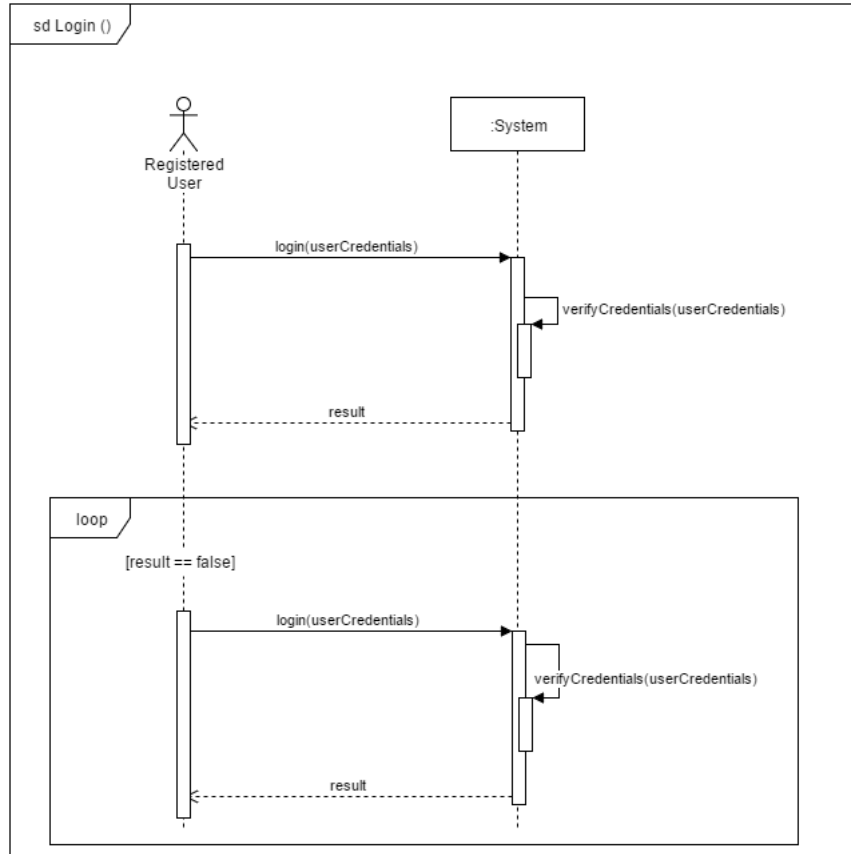 sd Login ()
:System
Registered
User
login(userCredentials)
verifyCredentials(userCredentials)
result
loop
[result == false]
login(userCredentials)
verifyCredentials(userCredentials)
result